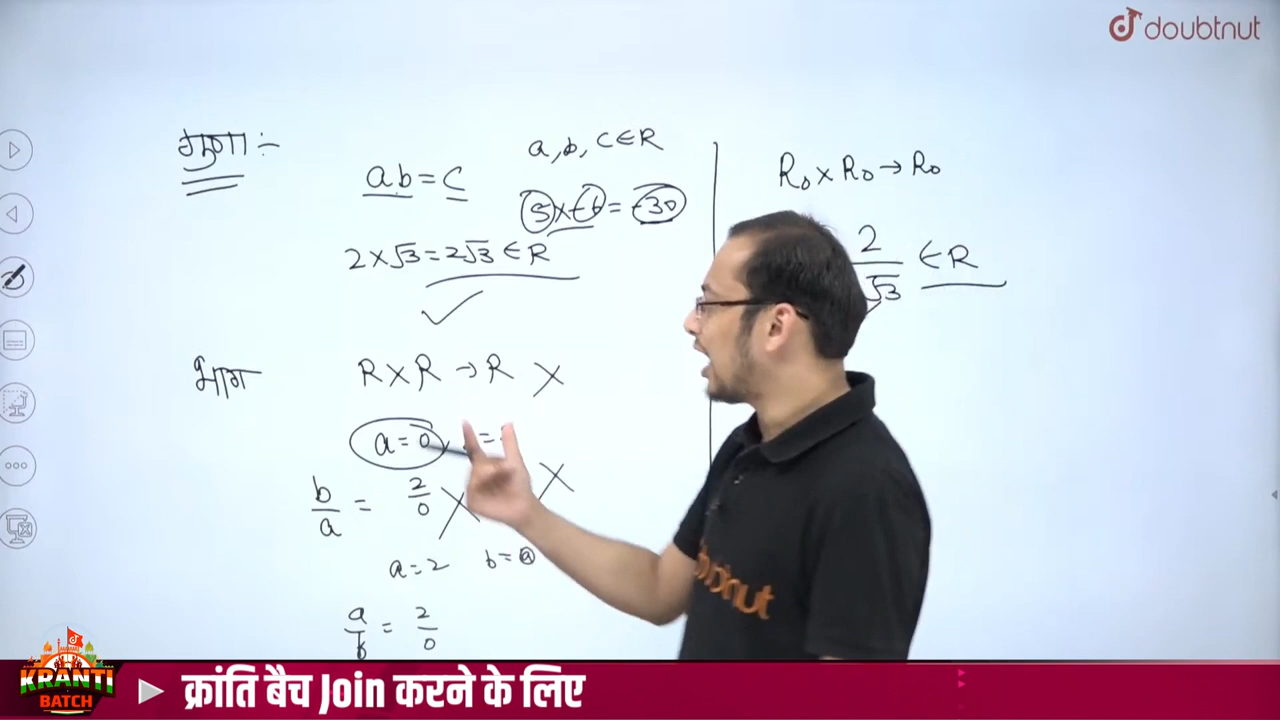 doubtnut
गुणा :-
a, b, c ∈ R
ab = c
5 × -6 = -30
2 × √3 = 2√3 ∈ R
R₀ × R₀ → R₀
2/√3 ∈ R
भाग
R × R → R ×
a = 0
b/a = 2/0 ×
a = 2 b = 0
a/b = 2/0
doubtnut
KRANTI
BATCH
क्रांति बैच Join करने के लिए